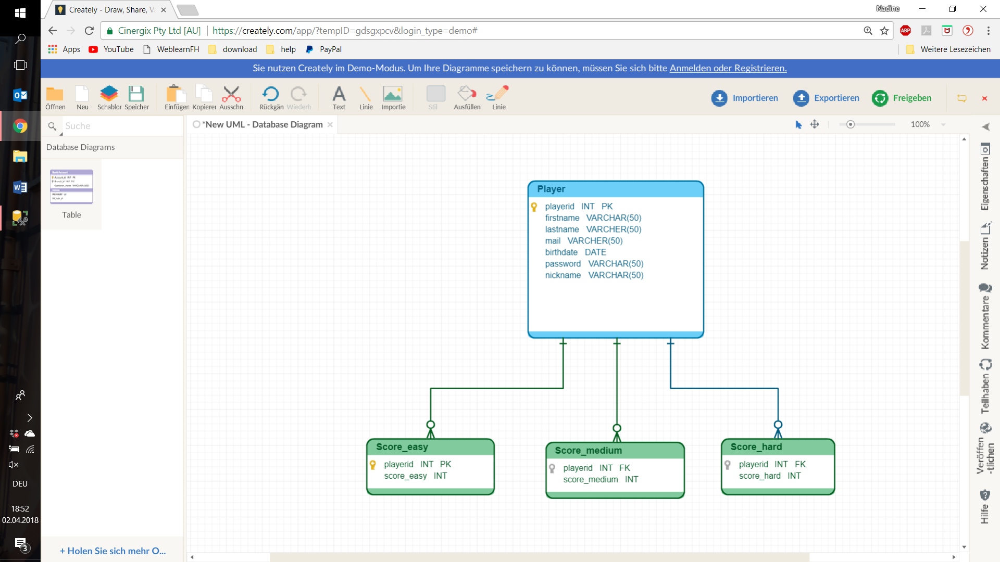 Creately - Draw, Share, V
Nadine
Cinergix Pty Ltd [AU] https://creately.com/app/?tempID=gdsgxpcv&login_type=demo#
ABP
Apps YouTube WeblearnFH download help PayPal Weitere Lesezeichen
Sie nutzen Creately im Demo-Modus. Um Ihre Diagramme speichern zu können, müssen Sie sich bitte Anmelden oder Registrieren.
Öffnen Neu Schablor Speicher Einfügen Kopierer Ausschn Rückgän Wiederh Text Linie Importie Stil Ausfüllen Linie Importieren Exportieren Freigeben
Suche
*New UML - Database Diagram
100%
Database Diagrams
Table
Player
playerid INT PK
firstname VARCHAR(50)
lastname VARCHER(50)
mail VARCHER(50)
birthdate DATE
password VARCHAR(50)
nickname VARCHAR(50)
Score_easy
playerid INT PK
score_easy INT
Score_medium
playerid INT FK
score_medium INT
Score_hard
playerid INT FK
score_hard INT
Eigenschaften
Notizen
Kommentare
Teilhaben
Veröffen
-tlichen
Hilfe
+ Holen Sie sich mehr O...
DEU
18:52
02.04.2018
3